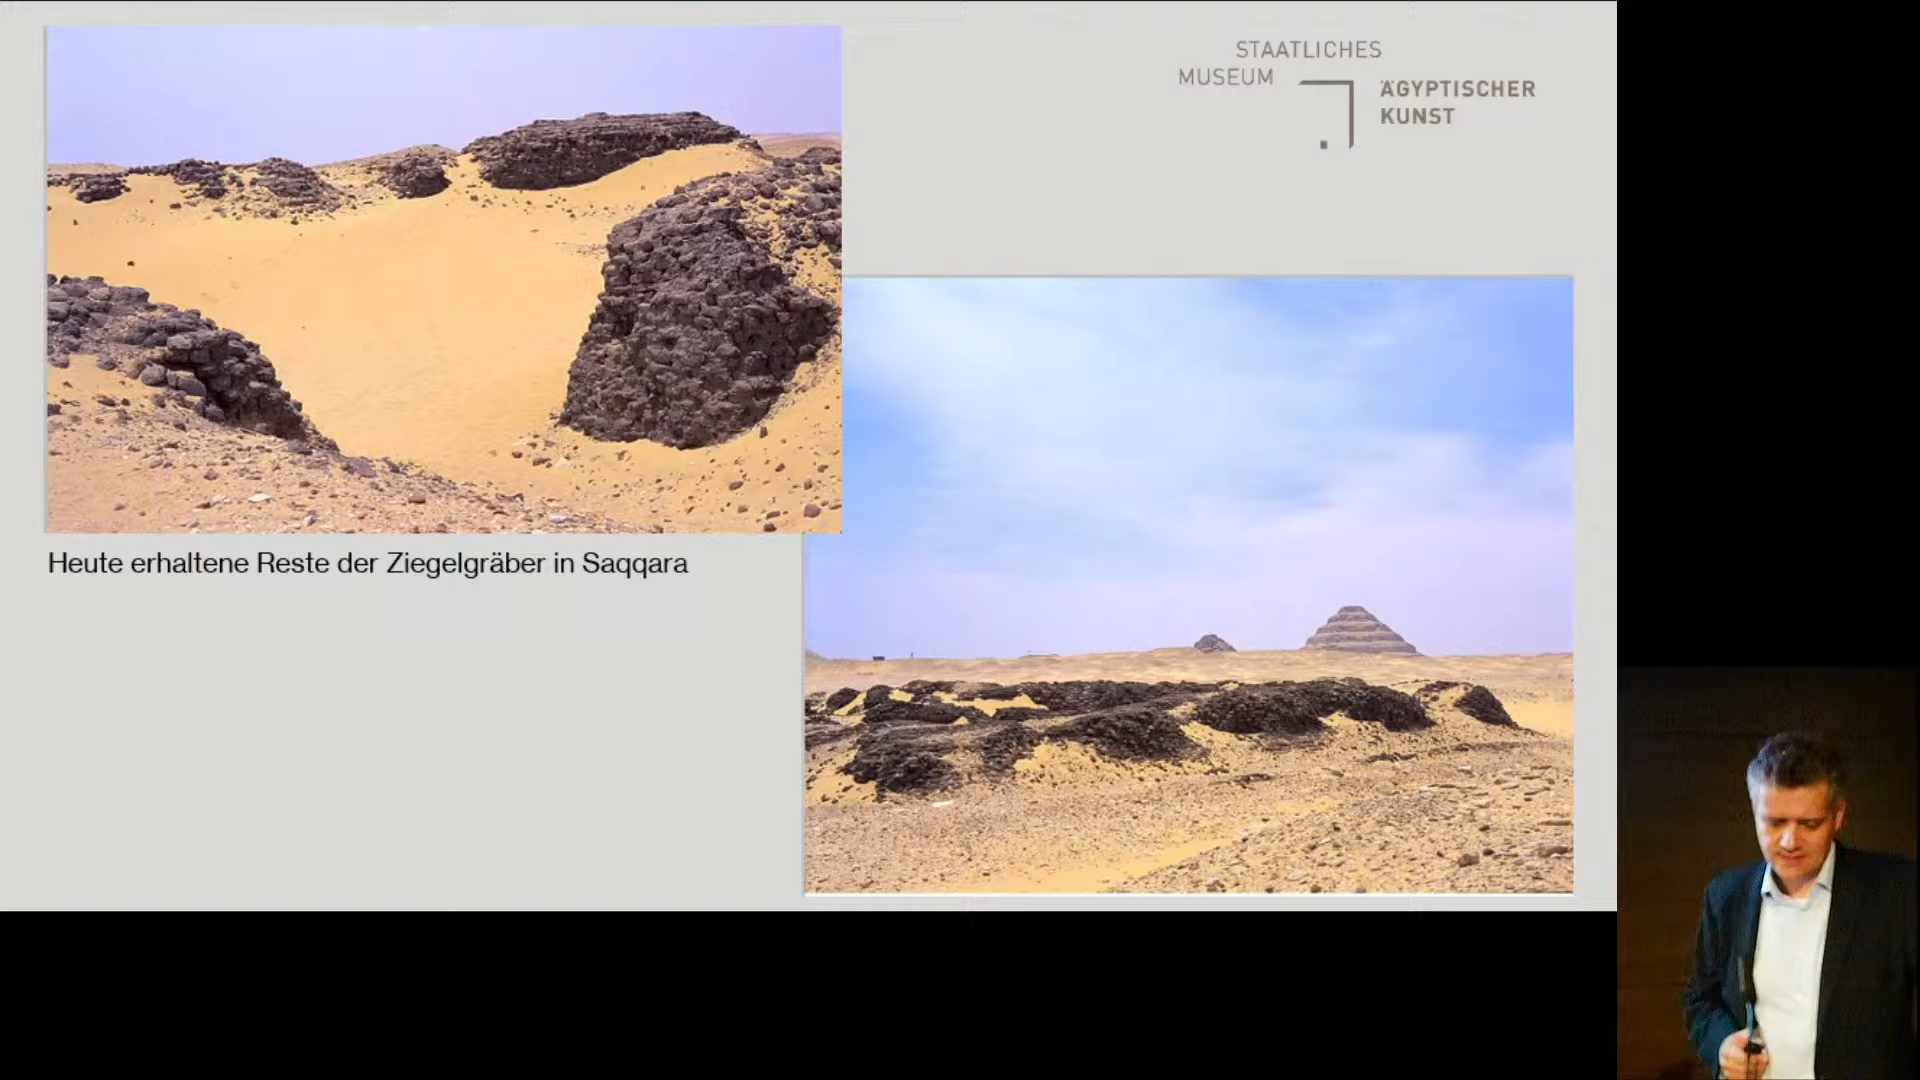 STAATLICHES
MUSEUM
ÄGYPTISCHER
KUNST
Heute erhaltene Reste der Ziegelgräber in Saqqara